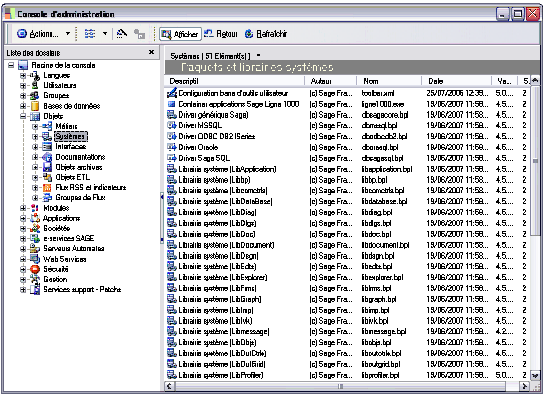 Console d'administration
Actions... Afficher Retour Rafraîchir
Liste des dossiers ×
Racine de la console
Langues
Utilisateurs
Groupes
Bases de données
Objets
Métiers
Systèmes
Interfaces
Documentations
Objets archives
Objets ETL
Flux RSS et indicateurs
Groupes de Flux
Modules
Applications
Sociétés
e-services SAGE
Serveurs Automates
Web Services
Sécurité
Gestion
Services support - Patchs
Systèmes [ 51 Elément(s) ]
Paquets et librairies systèmes
Descriptif Auteur Nom Date Ve... S.
Configuration barre d'outils utilisateur (c) Sage Fra... toolbar.xml 25/07/2006 12:39... 5.0... 2
Container applications Sage Ligne 1000 (c) Sage Fra... ligne1000.exe 19/06/2007 11:58... 4.5... 2
Driver générique Sage) (c) Sage Fra... dbsagecore.bpl 19/06/2007 11:58... 4.5... 2
Driver MSSQL (c) Sage Fra... dbmssql.bpl 19/06/2007 11:58... 4.5... 2
Driver ODBC DB2 ISeries (c) Sage Fra... dbodbcdb2.bpl 19/06/2007 11:58... 4.5... 2
Driver Oracle (c) Sage Fra... dboresql.bpl 19/06/2007 11:58... 4.5... 2
Driver Sage SQL (c) Sage Fra... dbsagesql.bpl 19/06/2007 11:58... 4.5... 2
Librairie système (LibApplication) (c) Sage Fra... libapplication.bpl 19/06/2007 11:58... 4.5... 2
Librairie système (Libbp) (c) Sage Fra... libbp.bpl 19/06/2007 11:58... 4.5... 2
Librairie système (Libcometrls) (c) Sage Fra... libcometrls.bpl 19/06/2007 11:58... 4.5... 2
Librairie système (LibDataBase) (c) Sage Fra... libdatabase.bpl 19/06/2007 11:58... 4.5... 2
Librairie système (LibDiag) (c) Sage Fra... libdiag.bpl 19/06/2007 11:58... 4.5... 2
Librairie système (LibDlgs) (c) Sage Fra... libdlgs.bpl 19/06/2007 11:58... 4.5... 2
Librairie système (LibDoc) (c) Sage Fra... libdoc.bpl 19/06/2007 11:58... 4.5... 2
Librairie système (LibDocument) (c) Sage Fra... libdocument.bpl 19/06/2007 11:58... 4.5... 2
Librairie système (LibDsgn) (c) Sage Fra... libdsgn.bpl 19/06/2007 11:58... 4.5... 2
Librairie système (LibEdts) (c) Sage Fra... libedts.bpl 19/06/2007 11:58... 4.5... 2
Librairie système (LibExplorer) (c) Sage Fra... libexplorer.bpl 19/06/2007 11:58... 4.5... 2
Librairie système (LibFrms) (c) Sage Fra... libfrms.bpl 19/06/2007 11:58... 4.5... 2
Librairie système (LibGraph) (c) Sage Fra... libgraph.bpl 19/06/2007 11:58... 4.5... 2
Librairie système (LibImp) (c) Sage Fra... libimp.bpl 19/06/2007 11:58... 4.5... 2
Librairie système (LibIvk) (c) Sage Fra... libivk.bpl 19/06/2007 11:58... 4.5... 2
Librairie système (Libmessage) (c) Sage Fra... libmessage.bpl 19/06/2007 11:58... 4.5... 2
Librairie système (LibObjs) (c) Sage Fra... libobjs.bpl 19/06/2007 11:58... 4.5... 2
Librairie système (LibOutCtrls) (c) Sage Fra... 19/06/2007 11:58... 4.5... 2
Librairie système (LibOutGrid) (c) Sage Fra... liboutgrid.bpl 19/06/2007 11:58... 4.5... 2
Librairie système (LibProfiler) (c) Sage Fra... libprofiler.bpl 19/06/2007 11:58... 4.5... 2